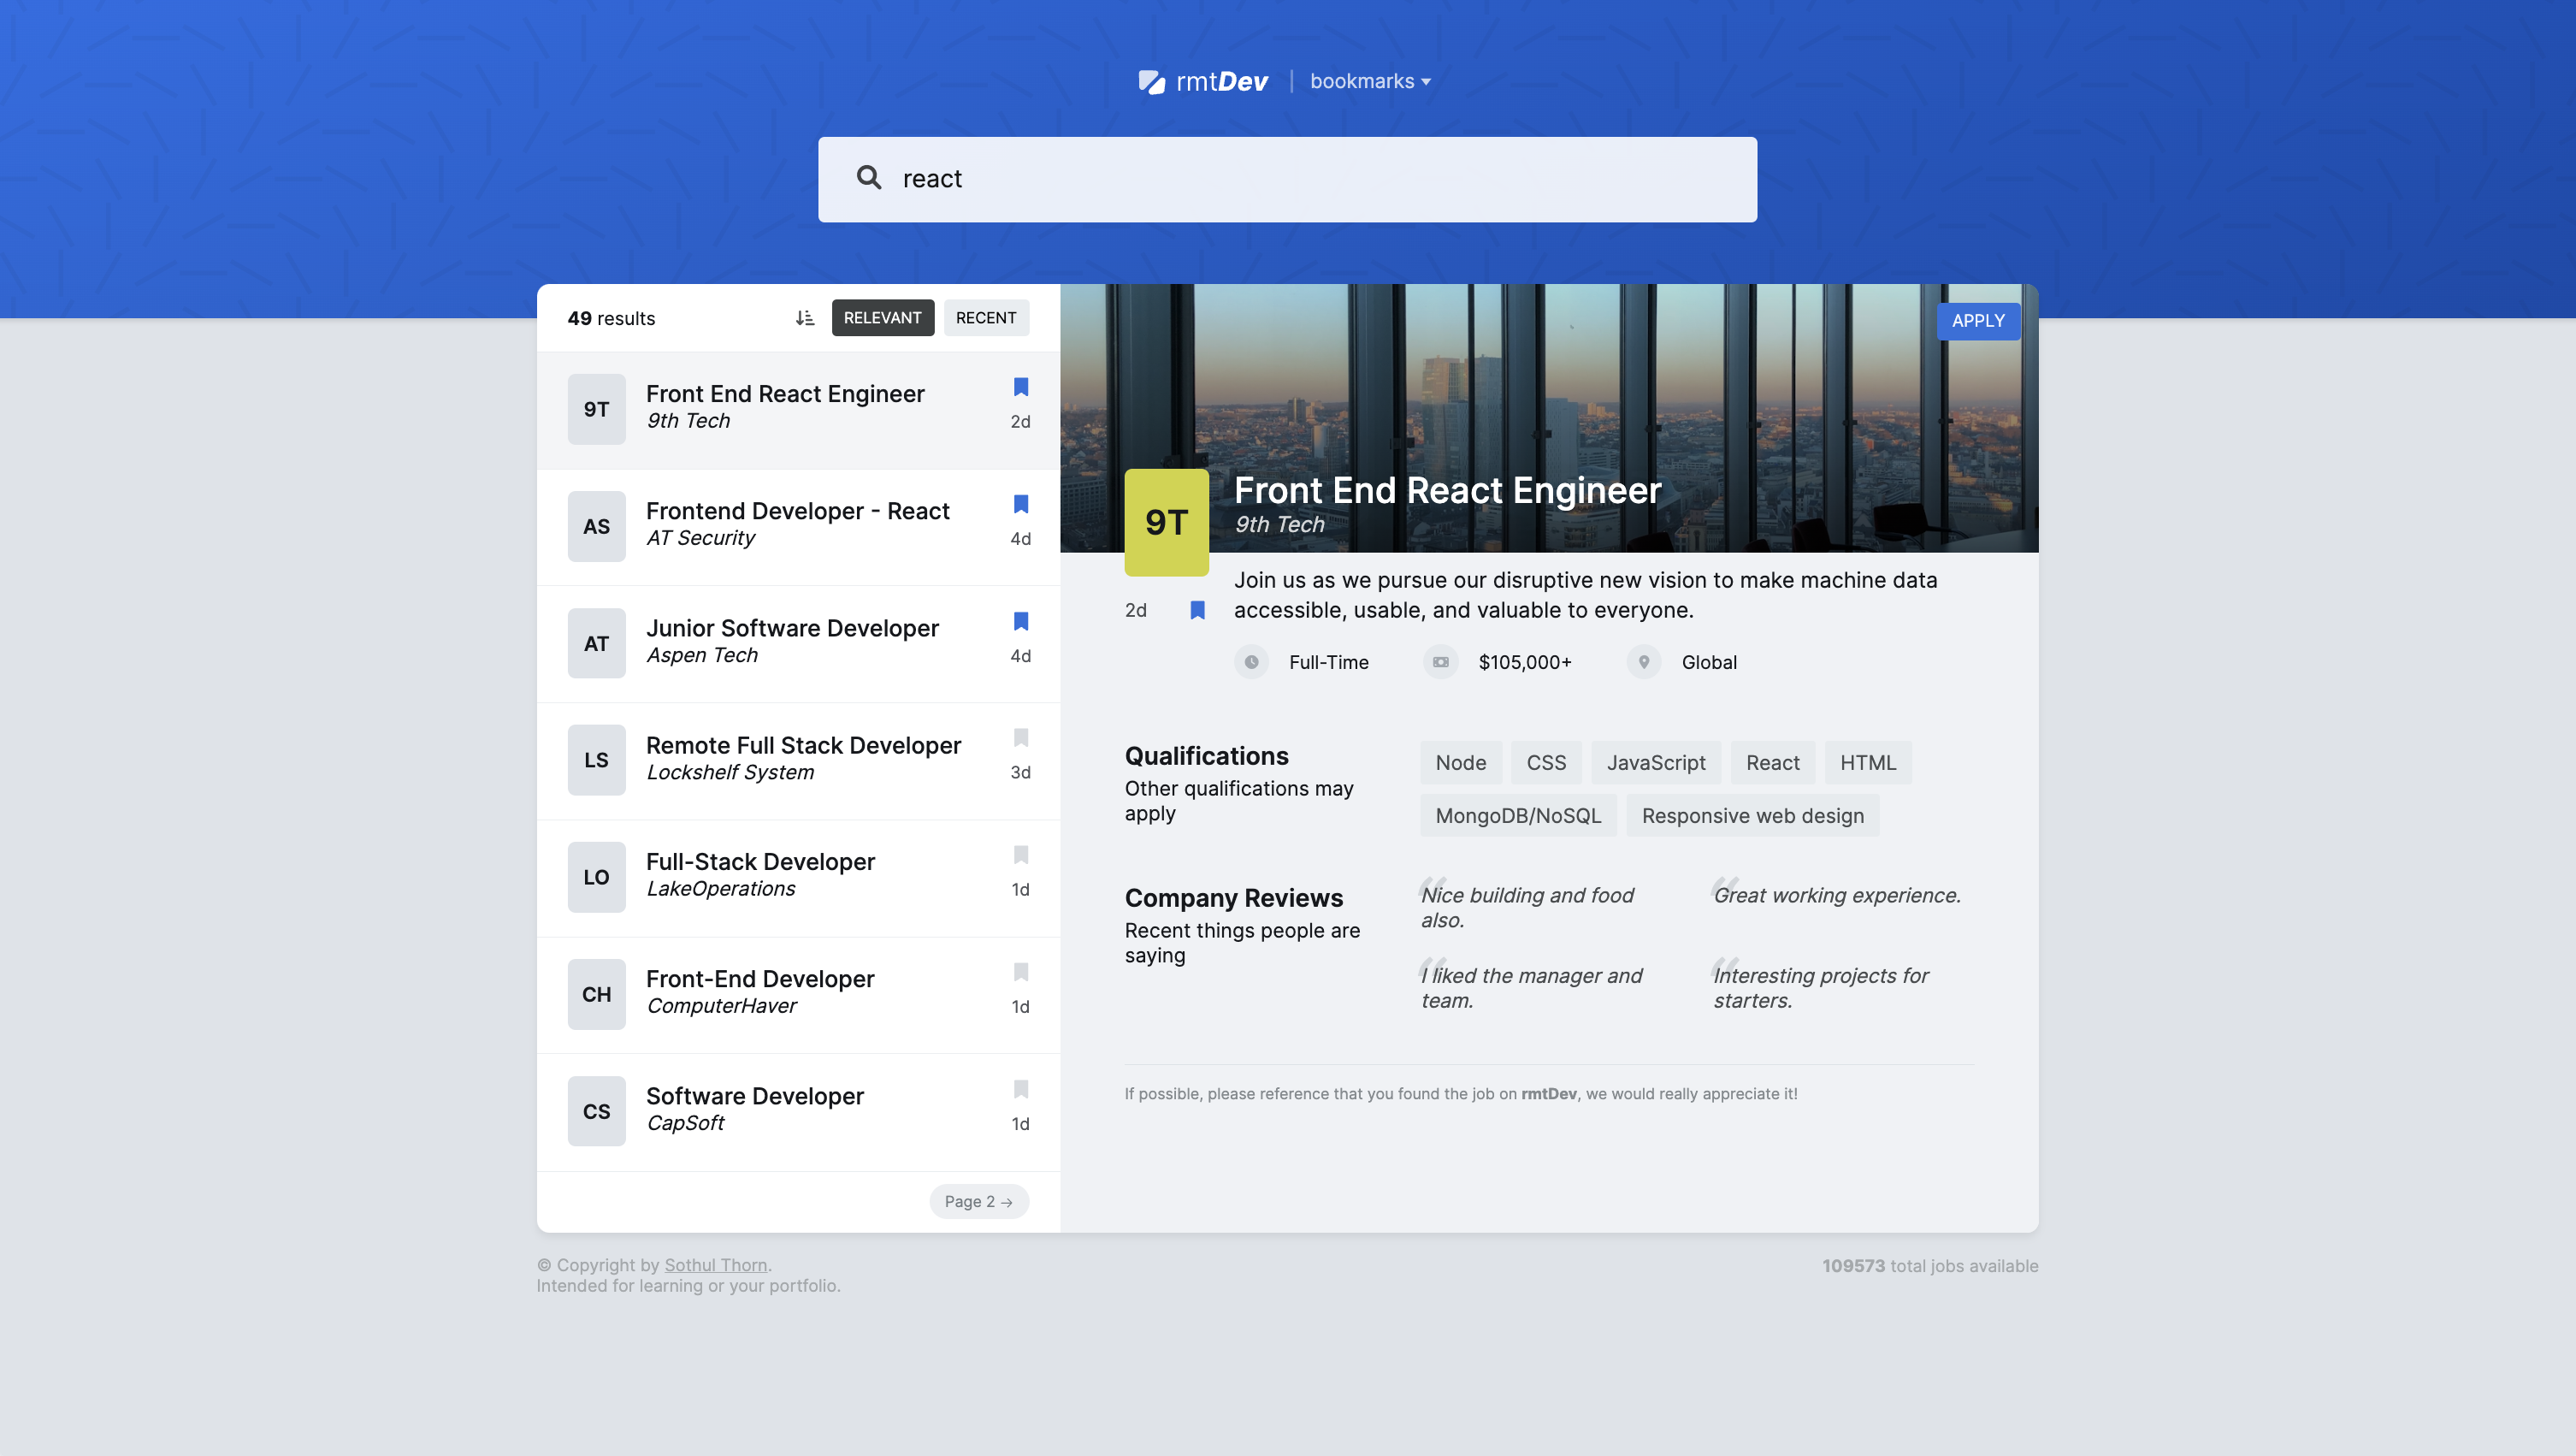 rmtDev | bookmarks
react
49 results
RELEVANT
RECENT
9T
Front End React Engineer
9th Tech
2d
AS
Frontend Developer - React
AT Security
4d
AT
Junior Software Developer
Aspen Tech
4d
LS
Remote Full Stack Developer
Lockshelf System
3d
LO
Full-Stack Developer
LakeOperations
1d
CH
Front-End Developer
ComputerHaver
1d
CS
Software Developer
CapSoft
1d
Page 2 →
APPLY
9T
Front End React Engineer
9th Tech
2d
Join us as we pursue our disruptive new vision to make machine data
accessible, usable, and valuable to everyone.
Full-Time
$105,000+
Global
Qualifications
Other qualifications may
apply
Node
CSS
JavaScript
React
HTML
MongoDB/NoSQL
Responsive web design
Company Reviews
Recent things people are
saying
“Nice building and food
also.
“Great working experience.
“I liked the manager and
team.
“Interesting projects for
starters.
If possible, please reference that you found the job on rmtDev, we would really appreciate it!
© Copyright by Sothul Thorn.
Intended for learning or your portfolio.
109573 total jobs available